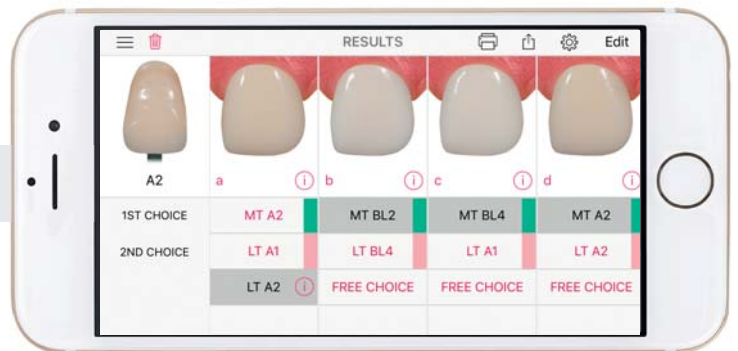 RESULTS Edit
A2 a i b i c i d i
1ST CHOICE MT A2 MT BL2 MT BL4 MT A2
2ND CHOICE LT A1 LT BL4 LT A1 LT A2
LT A2 i FREE CHOICE FREE CHOICE FREE CHOICE